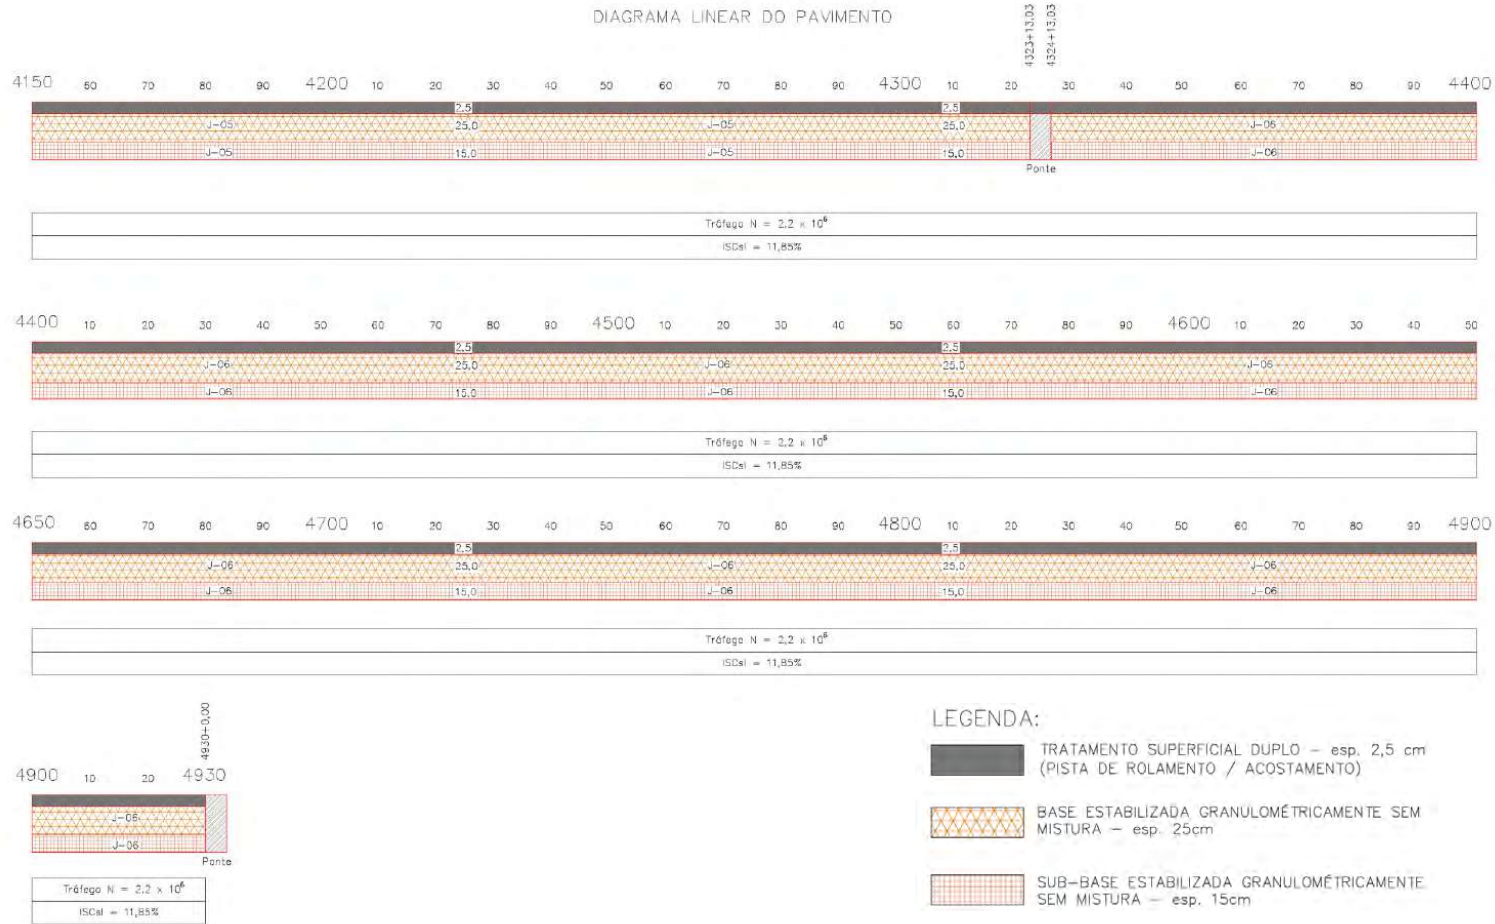 DIAGRAMA LINEAR DO PAVIMENTO
4323+13,03
4324+13,03
4150 60 70 80 90 4200 10 20 30 40 50 60 70 80 90 4300 10 20 30 40 50 60 70 80 90 4400
2,5 2,5
J-05 25,0 J-05 25,0 J-06
J-05 15,0 J-05 15,0 J-06
Ponte
Tráfego N = 2,2 x 10⁶
ISCsl = 11,85%
4400 10 20 30 40 50 60 70 80 90 4500 10 20 30 40 50 60 70 80 90 4600 10 20 30 40 50
2,5 2,5
J-06 25,0 J-06 25,0 J-06
J-06 15,0 J-06 15,0 J-06
Tráfego N = 2,2 x 10⁶
ISCsl = 11,85%
4650 60 70 80 90 4700 10 20 30 40 50 60 70 80 90 4800 10 20 30 40 50 60 70 80 90 4900
2,5 2,5
J-06 25,0 J-06 25,0 J-06
J-06 15,0 J-06 15,0 J-06
Tráfego N = 2,2 x 10⁶
ISCsl = 11,85%
4930+0,00
4900 10 20 4930
J-06
J-06
Ponte
Tráfego N = 2,2 x 10⁶
ISCsl = 11,85%
LEGENDA:
TRATAMENTO SUPERFICIAL DUPLO – esp. 2,5 cm
(PISTA DE ROLAMENTO / ACOSTAMENTO)
BASE ESTABILIZADA GRANULOMÉTRICAMENTE SEM
MISTURA – esp. 25cm
SUB-BASE ESTABILIZADA GRANULOMÉTRICAMENTE
SEM MISTURA – esp. 15cm